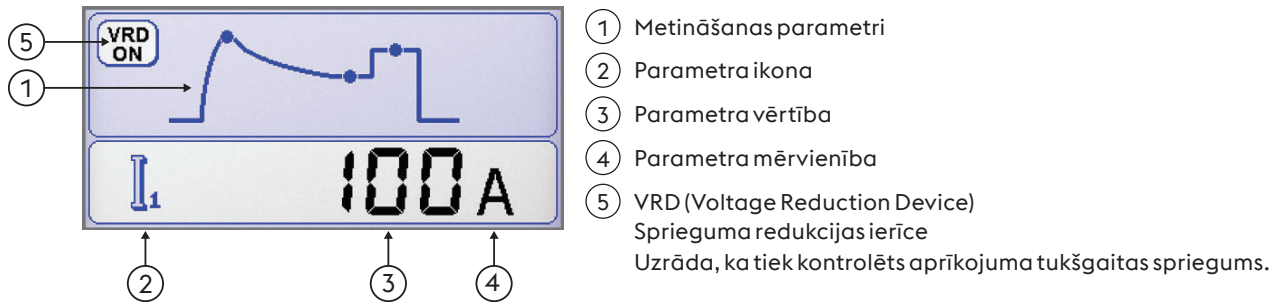 VRD
ON
5
1
I1
100 A
2
3
4
1 Metināšanas parametri
2 Parametra ikona
3 Parametra vērtība
4 Parametra mērvienība
5 VRD (Voltage Reduction Device)
Sprieguma redukcijas ierīce
Uzrāda, ka tiek kontrolēts aprīkojuma tukšgaitas spriegums.